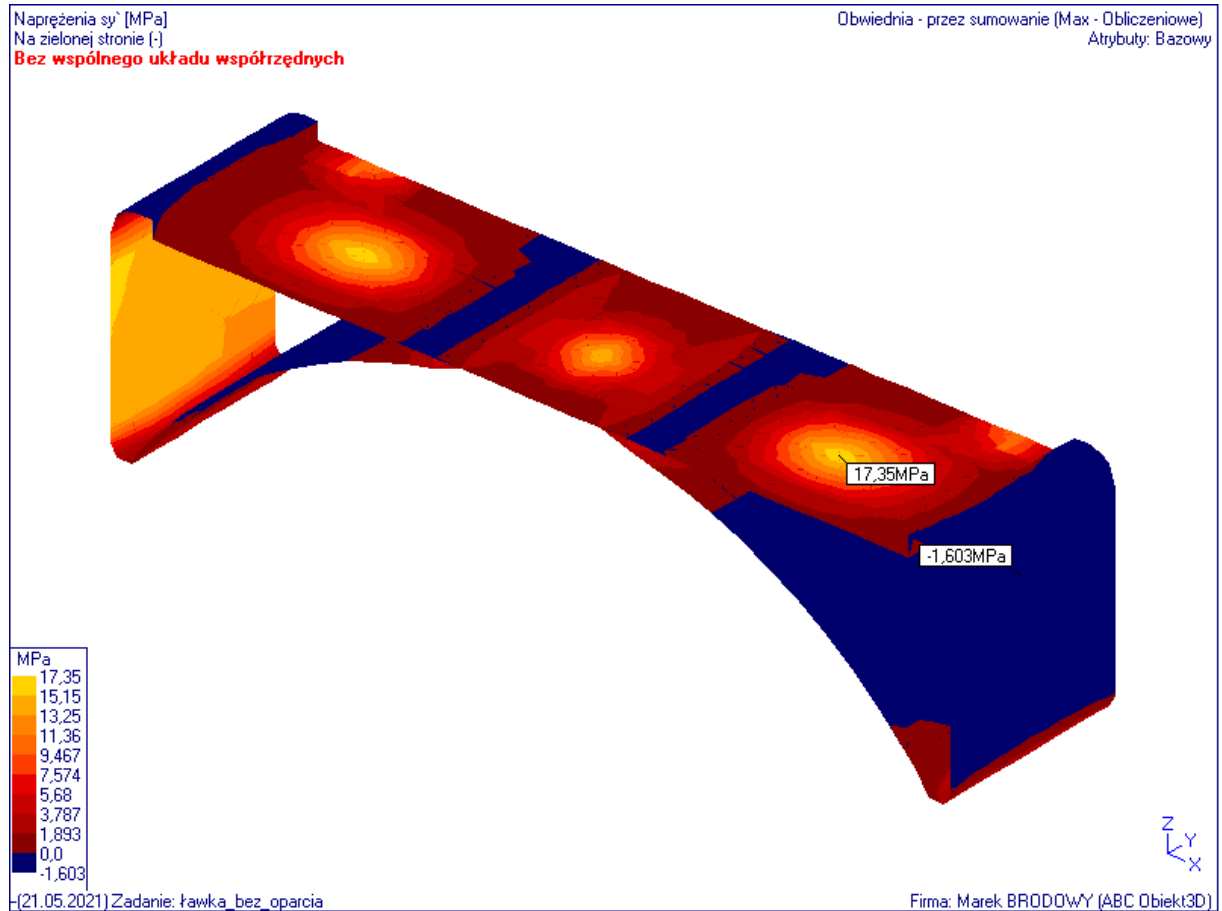 Naprężenia sy` [MPa]
Obwiednia - przez sumowanie (Max - Obliczeniowe)
Na zielonej stronie (-)
Atrybuty: Bazowy
Bez wspólnego układu współrzędnych
17,35MPa
-1,603MPa
MPa
17,35
15,15
13,25
11,36
9,467
7,574
5,68
3,787
1,893
0,0
-1,603
Z
Y
X
-(21.05.2021) Zadanie: ławka_bez_oparcia
Firma: Marek BRODOWY (ABC Obiekt3D)